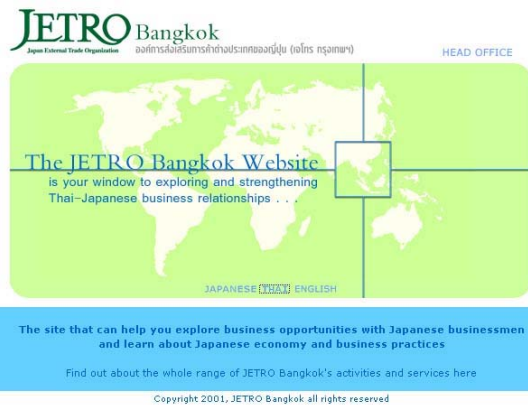 JETRO Bangkok
Japan External Trade Organization
องค์การส่งเสริมการค้าต่างประเทศของญี่ปุ่น (เจโทร กรุงเทพฯ)
HEAD OFFICE
The JETRO Bangkok Website
is your window to exploring and strengthening
Thai-Japanese business relationships . . .
JAPANESE THAI ENGLISH
The site that can help you explore business opportunities with Japanese businessmen
and learn about Japanese economy and business practices
Find out about the whole range of JETRO Bangkok's activities and services here
Copyright 2001, JETRO Bangkok all rights reserved